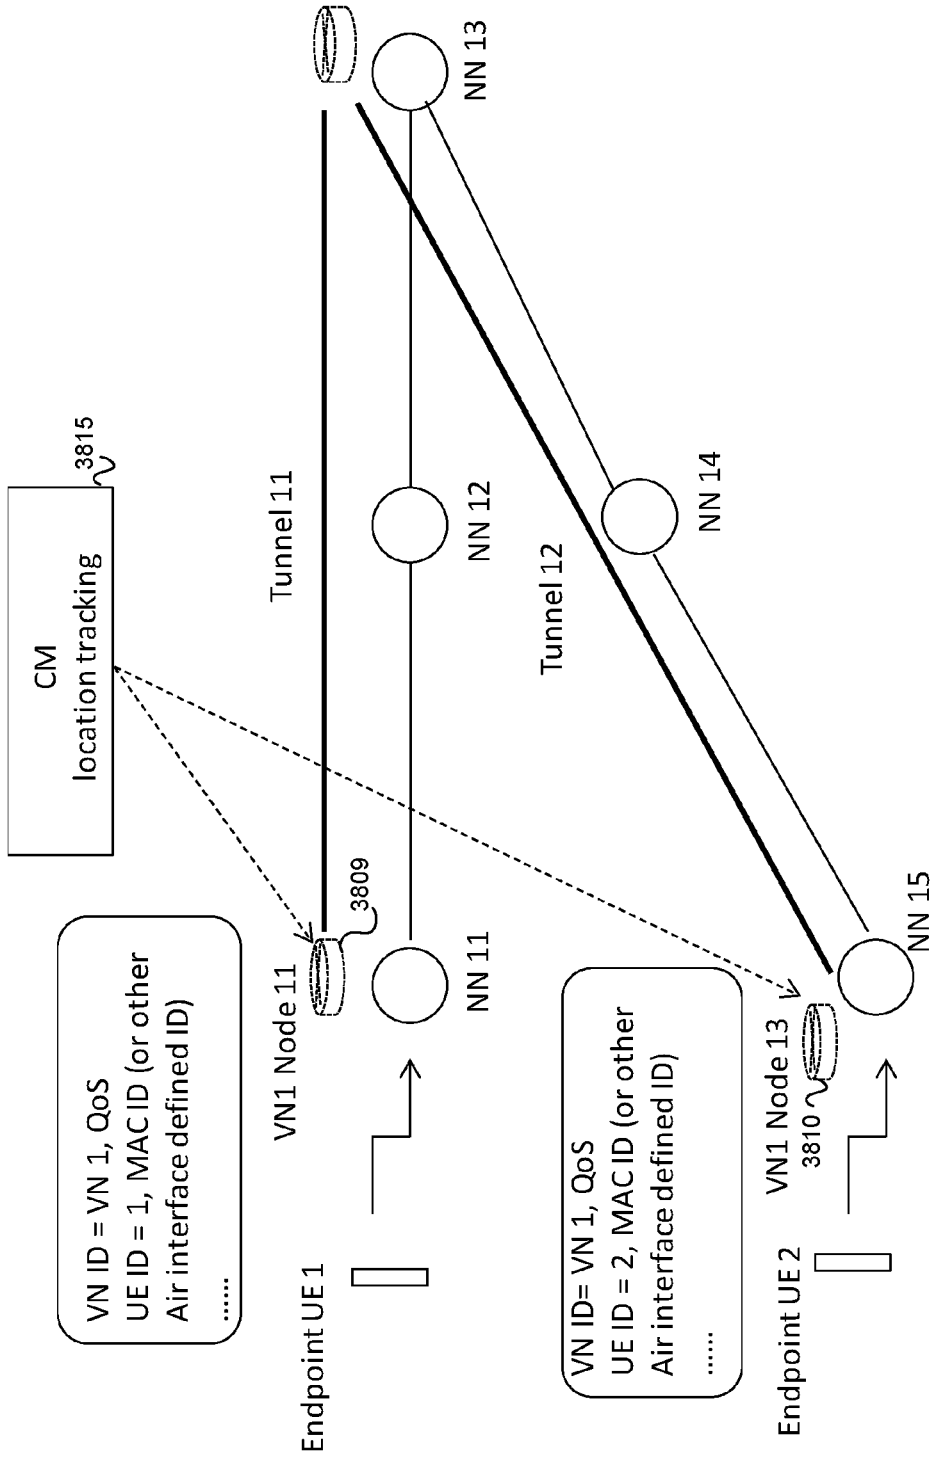 CM
location tracking
3815
VN ID = VN 1, QoS
UE ID = 1, MAC ID (or other
Air interface defined ID)
......
VN1 Node 11
3809
Tunnel 11
Endpoint UE 1
NN 11
NN 12
NN 13
VN ID= VN 1, QoS
UE ID = 2, MAC ID (or other
Air interface defined ID)
......
Tunnel 12
NN 14
VN1 Node 13
3810
Endpoint UE 2
NN 15